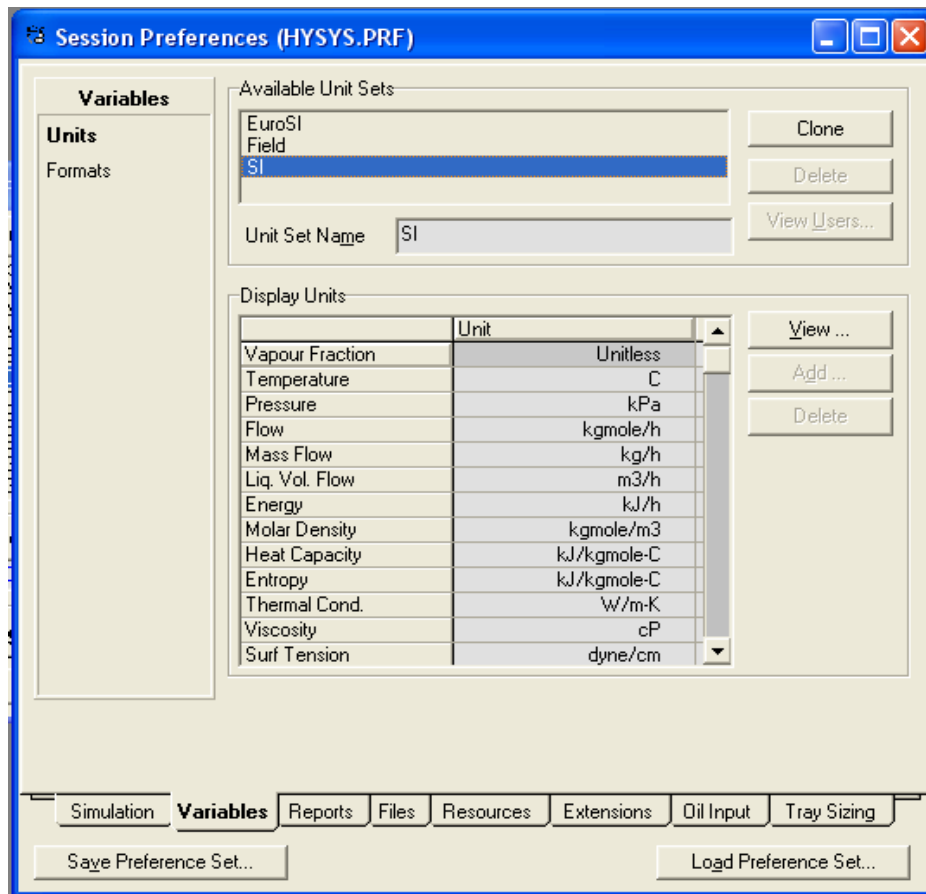 Session Preferences (HYSYS.PRF)
Variables
Units
Formats
Available Unit Sets
EuroSI
Field
SI
Unit Set Name SI
Clone
Delete
View Users...
Display Units
Unit
Vapour Fraction Unitless
Temperature C
Pressure kPa
Flow kgmole/h
Mass Flow kg/h
Liq. Vol. Flow m3/h
Energy kJ/h
Molar Density kgmole/m3
Heat Capacity kJ/kgmole-C
Entropy kJ/kgmole-C
Thermal Cond. W/m-K
Viscosity cP
Surf Tension dyne/cm
View ...
Add ...
Delete
Simulation Variables Reports Files Resources Extensions Oil Input Tray Sizing
Save Preference Set... Load Preference Set...